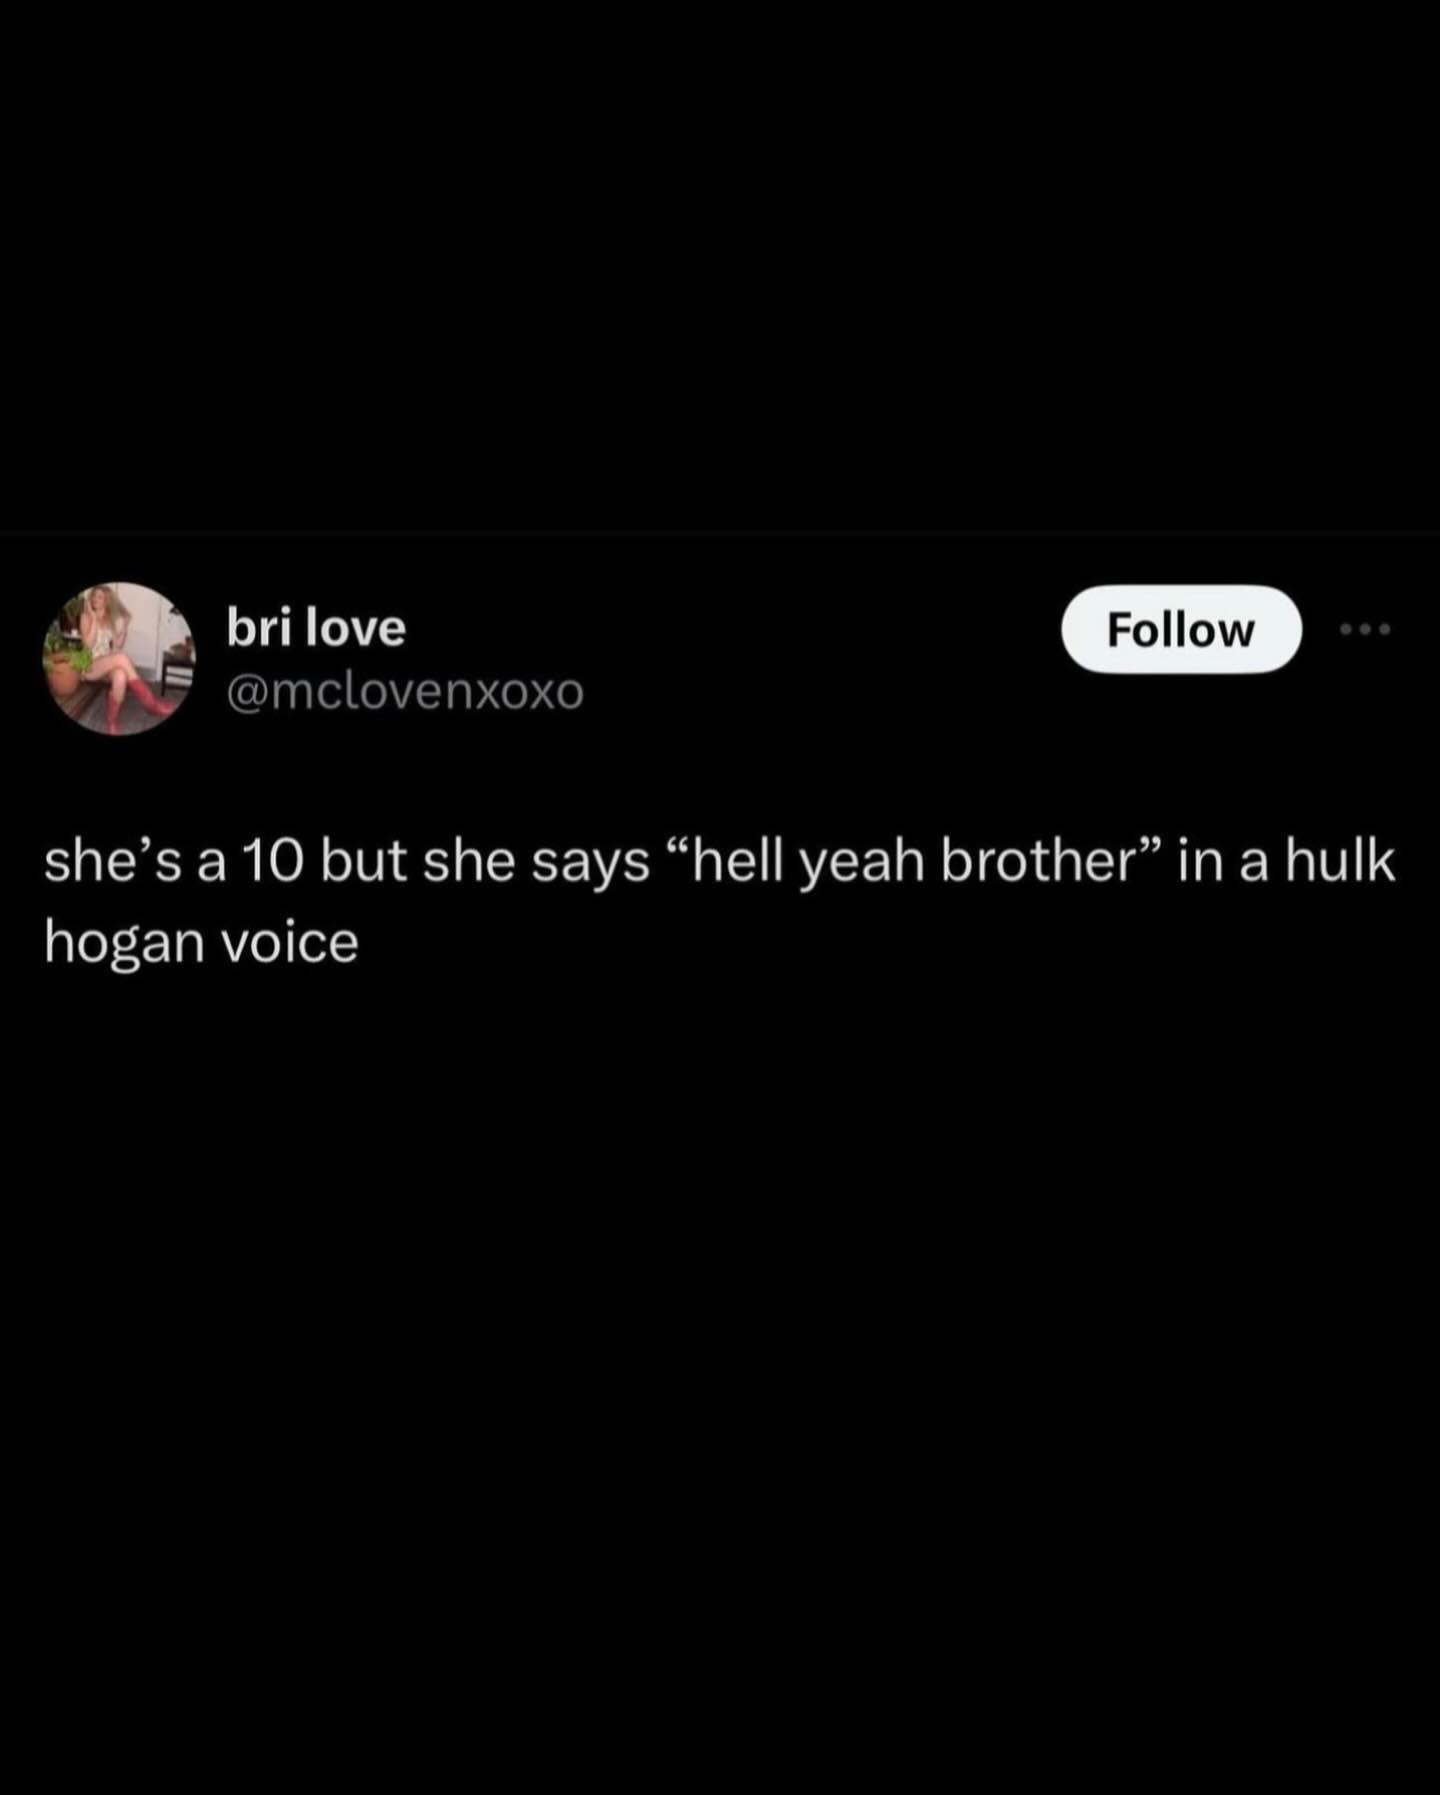 bri love
@mclovenxoxo
Follow
she’s a 10 but she says “hell yeah brother” in a hulk
hogan voice